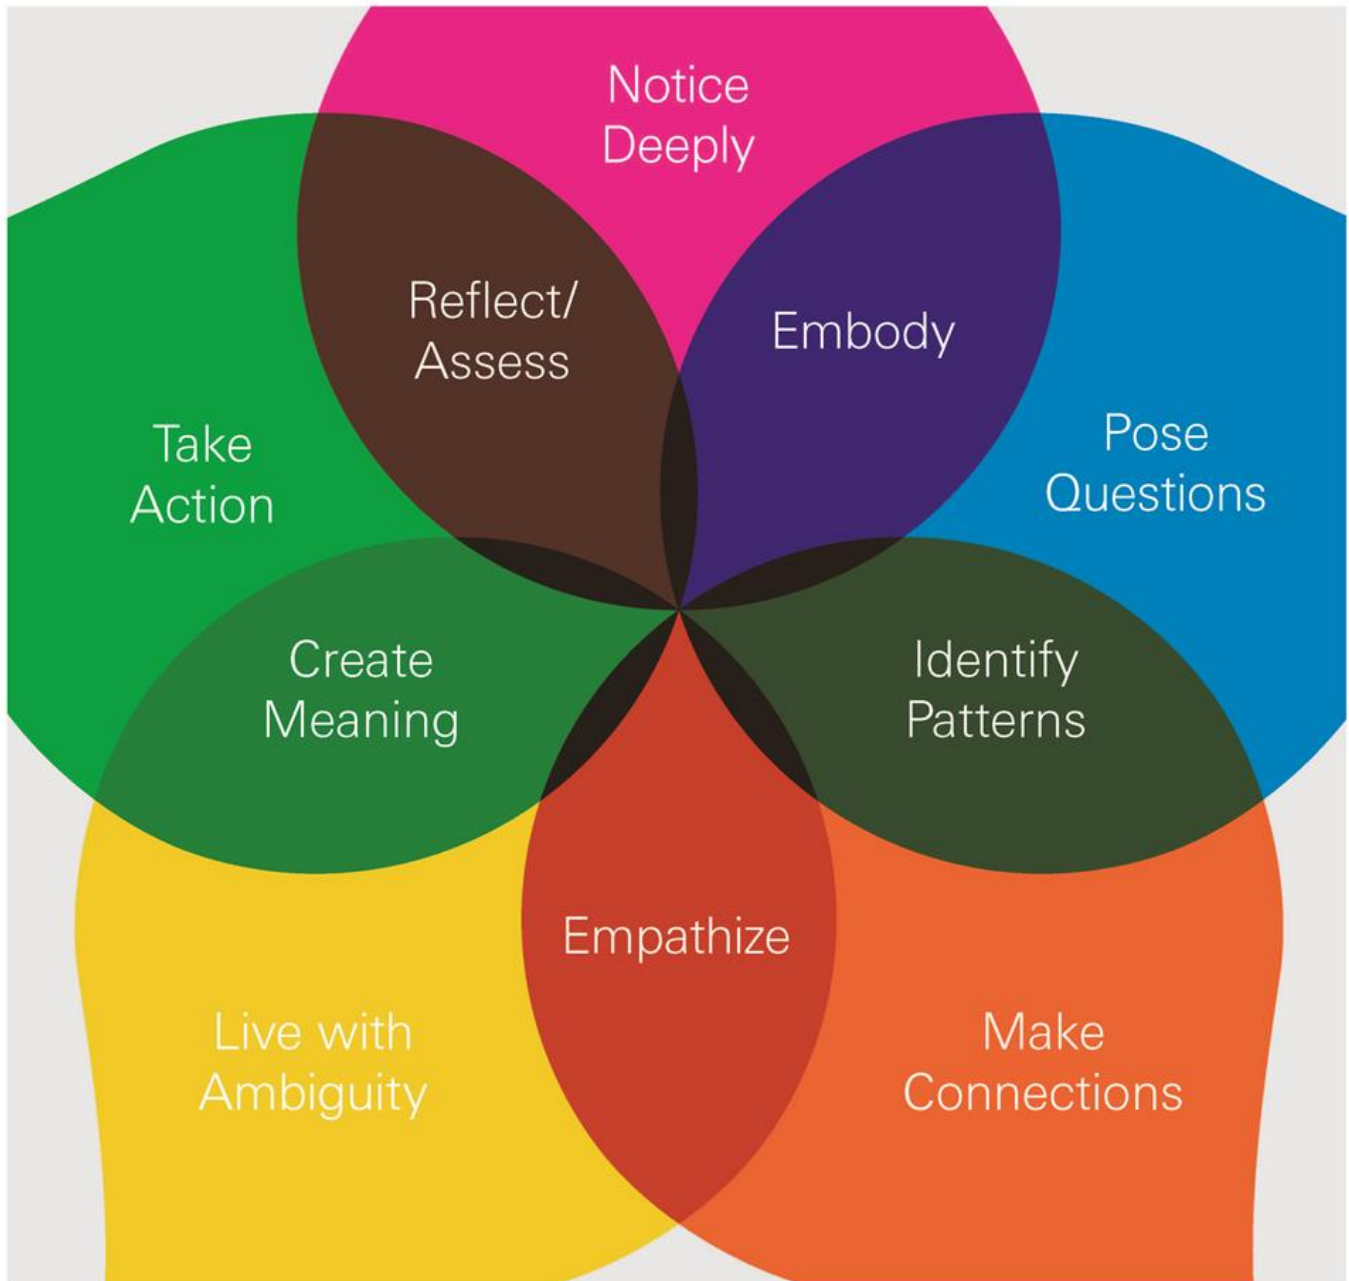 Notice
Deeply
Reflect/
Assess
Embody
Take
Action
Pose
Questions
Create
Meaning
Identify
Patterns
Empathize
Live with
Ambiguity
Make
Connections